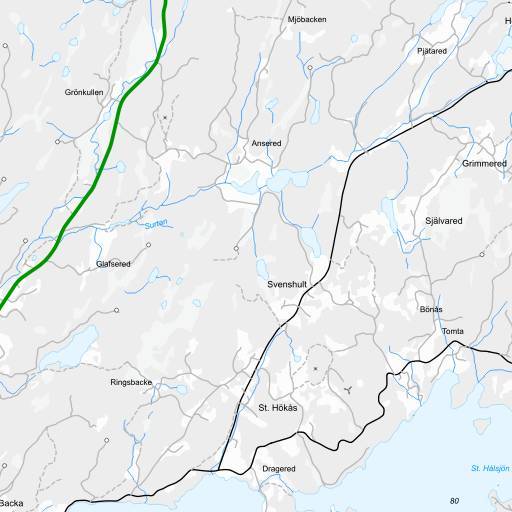 Mjöbacken
Pjätared
Grönkullen
Ansered
Grimmered
Självared
Surtan
Glafsered
Svenshult
Bönås
Tomta
Ringsbacke
St. Hökås
Dragered
St. Hålsjön
80
Backa